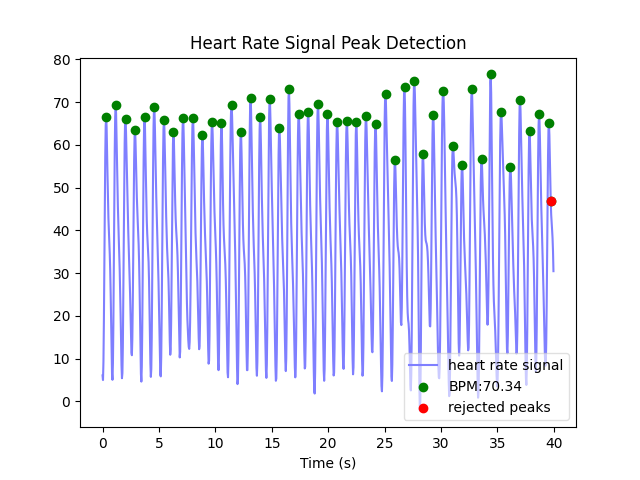 Heart Rate Signal Peak Detection
80
70
60
50
40
30
20
10
0
heart rate signal
BPM:70.34
rejected peaks
0 5 10 15 20 25 30 35 40
Time (s)